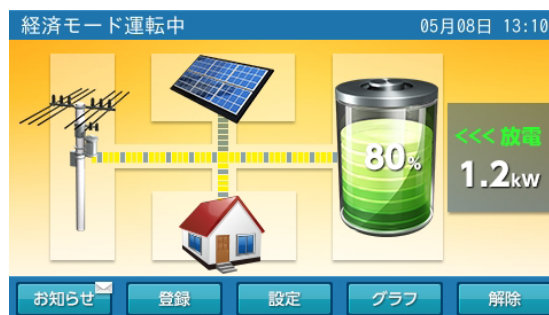 経済モード運転中
05月08日 13:10
80%
<<< 放電
1.2kW
お知らせ
登録
設定
グラフ
解除